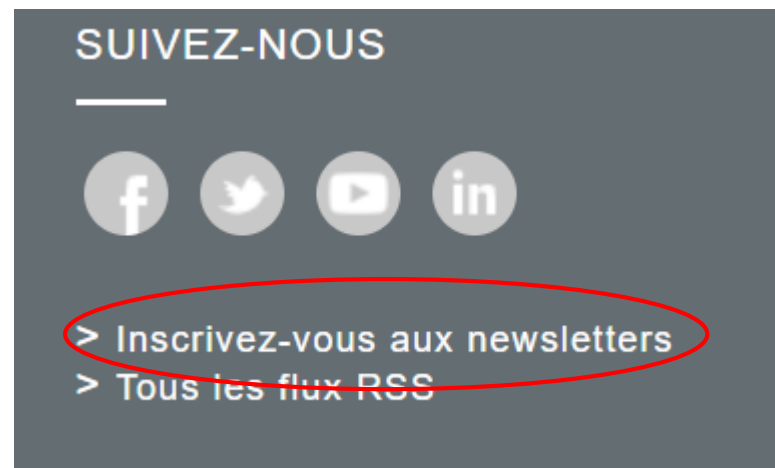 SUIVEZ-NOUS
> Inscrivez-vous aux newsletters
> Tous les flux RSS